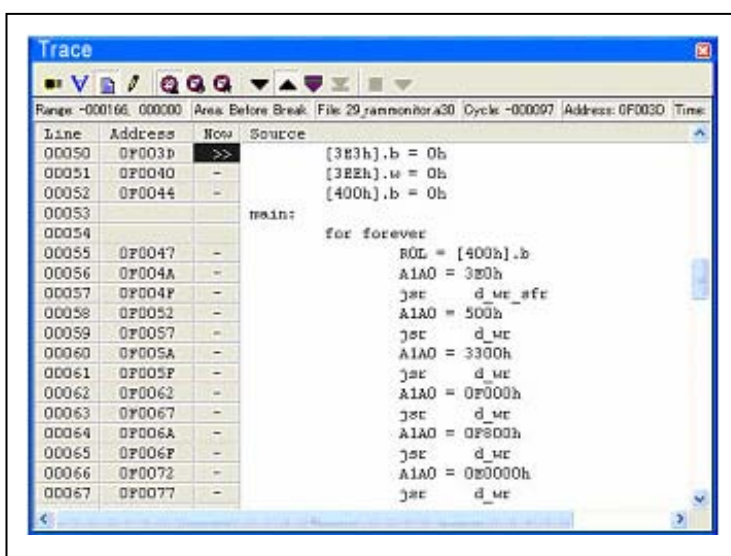 Trace
Range: -000166, 000000 Area: Before Break File: 29_rammonitor.a30 Cycle: -000097 Address: 0F003D Time:
Line Address Now Source
00050 0F003D >> [3E3h].b = 0h
00051 0F0040 - [3EEh].w = 0h
00052 0F0044 - [400h].b = 0h
00053 main:
00054 for forever
00055 0F0047 - R0L = [400h].b
00056 0F004A - A1A0 = 3E0h
00057 0F004F - jsr d_wr_sfr
00058 0F0052 - A1A0 = 500h
00059 0F0057 - jsr d_wr
00060 0F005A - A1A0 = 3300h
00061 0F005F - jsr d_wr
00062 0F0062 - A1A0 = 0F000h
00063 0F0067 - jsr d_wr
00064 0F006A - A1A0 = 0F800h
00065 0F006F - jsr d_wr
00066 0F0072 - A1A0 = 0E0000h
00067 0F0077 - jsr d_wr